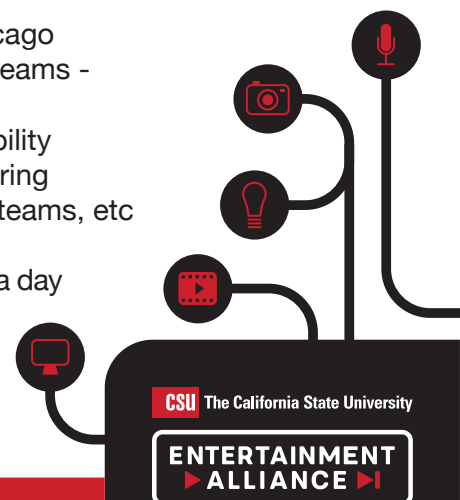 cago
eams -
bility
ring
teams, etc
a day
CSU The California State University
ENTERTAINMENT
ALLIANCE